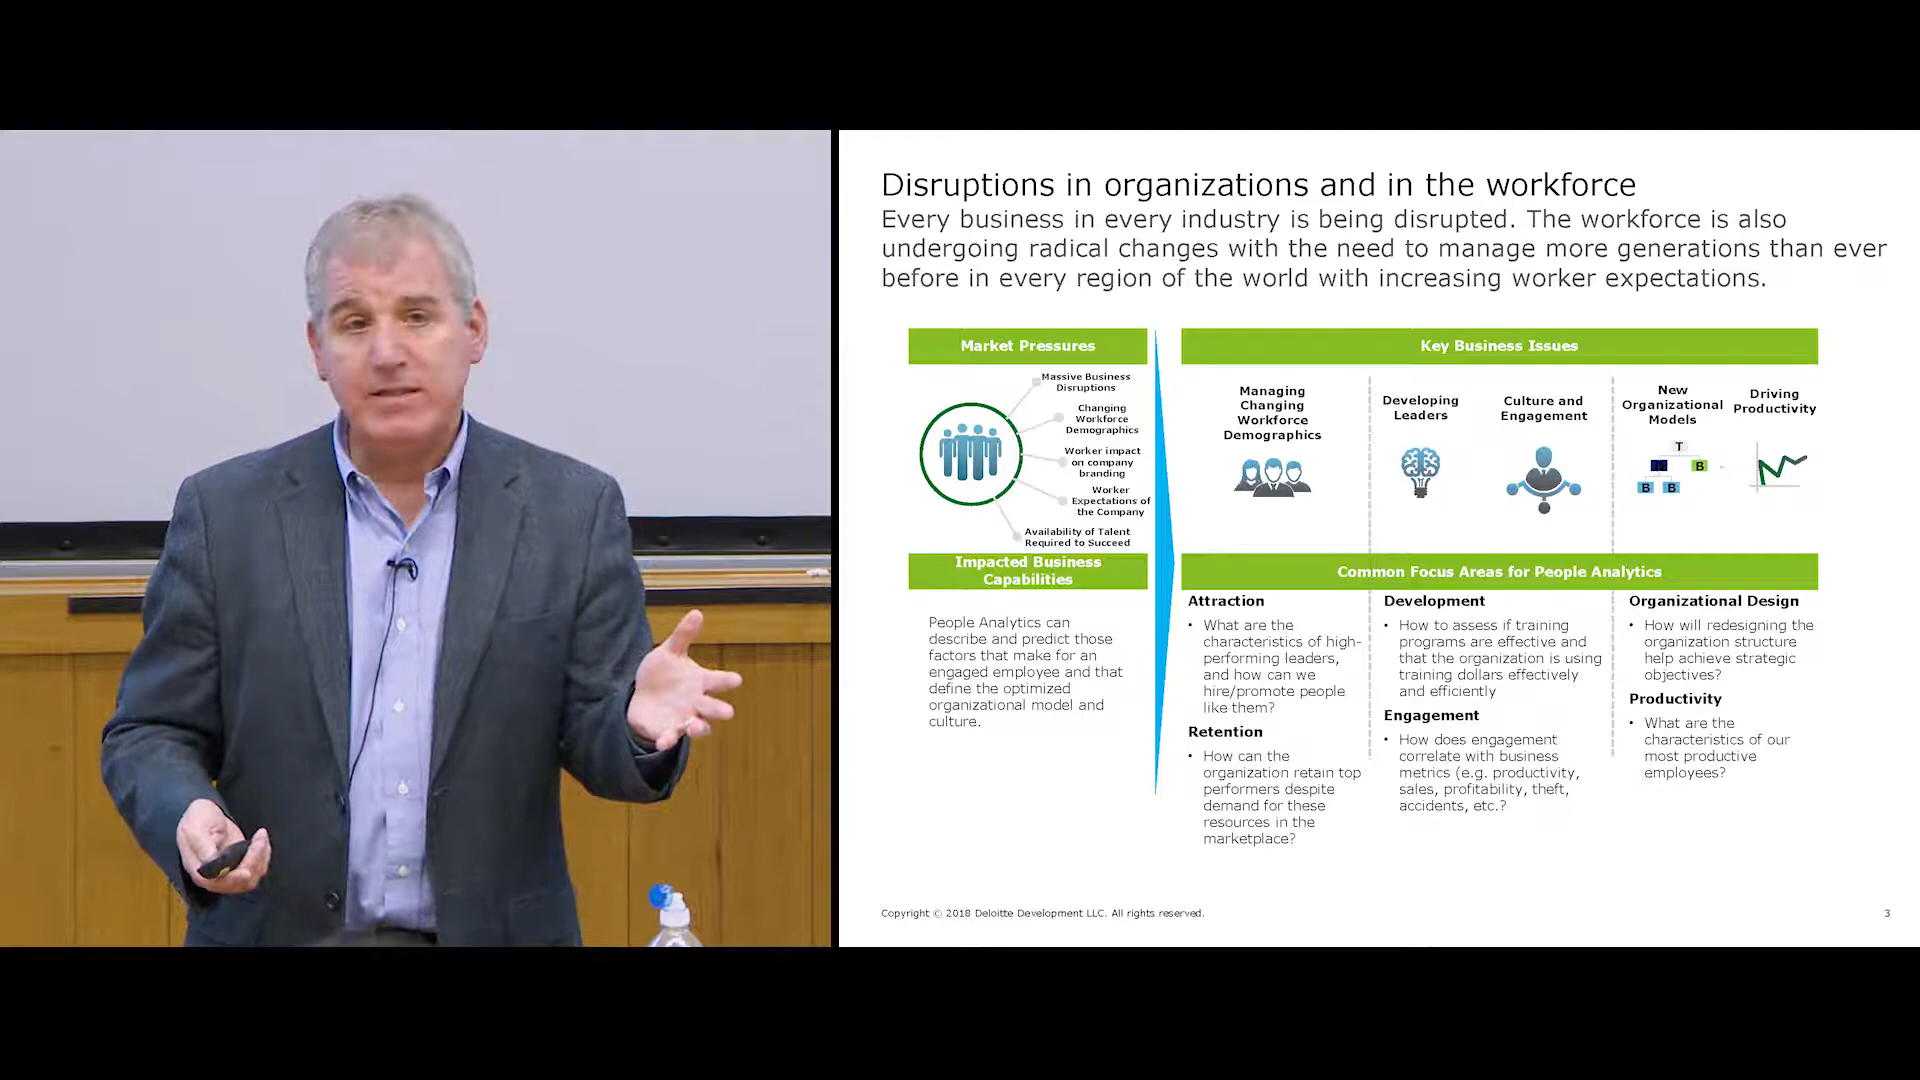 Disruptions in organizations and in the workforce
Every business in every industry is being disrupted. The workforce is also
undergoing radical changes with the need to manage more generations than ever
before in every region of the world with increasing worker expectations.
Market Pressures
Massive Business
Disruptions
Changing
Workforce
Demographics
Worker impact
on company
branding
Worker
Expectations of
the Company
Availability of Talent
Required to Succeed
Impacted Business
Capabilities
People Analytics can
describe and predict those
factors that make for an
engaged employee and that
define the optimized
organizational model and
culture.
Key Business Issues
Managing
Changing
Workforce
Demographics
Developing
Leaders
Culture and
Engagement
New
Organizational
Models
T
B
B
B
Driving
Productivity
Common Focus Areas for People Analytics
Attraction
• What are the
characteristics of high-
performing leaders,
and how can we
hire/promote people
like them?
Retention
• How can the
organization retain top
performers despite
demand for these
resources in the
marketplace?
Development
• How to assess if training
programs are effective and
that the organization is using
training dollars effectively
and efficiently
Engagement
• How does engagement
correlate with business
metrics (e.g. productivity,
sales, profitability, theft,
accidents, etc.?
Organizational Design
• How will redesigning the
organization structure
help achieve strategic
objectives?
Productivity
• What are the
characteristics of our
most productive
employees?
Copyright © 2018 Deloitte Development LLC. All rights reserved.
3